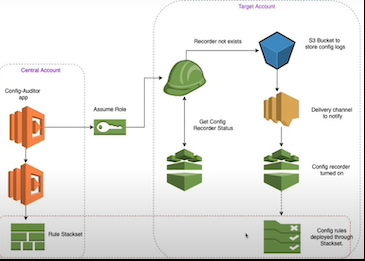 Target Account
Recorder not exists
S3 Bucket to
store config logs
Central Account
Config-Auditor
app
Assume Role
Get Config
Recorder Status
Delivery channel
to notify
Config recorder
turned on
Rule Stackset
Config rules
deployed through
Stackset.